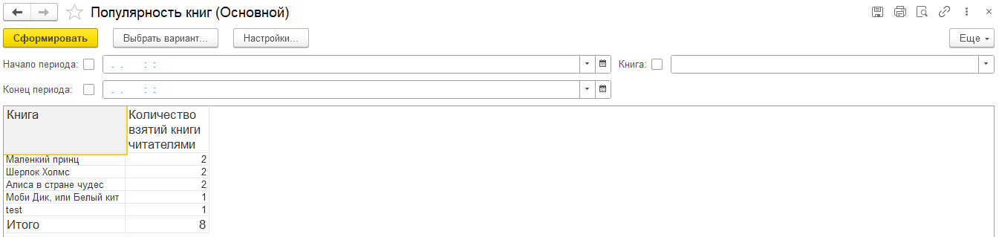 Популярность книг (Основной)
Сформировать Выбрать вариант... Настройки... Еще
Начало периода: . . : : Книга:
Конец периода: . . : :
Книга Количество
взятий книги
читателями
Маленкий принц 2
Шерлок Холмс 2
Алиса в стране чудес 2
Моби Дик, или Белый кит 1
test 1
Итого 8